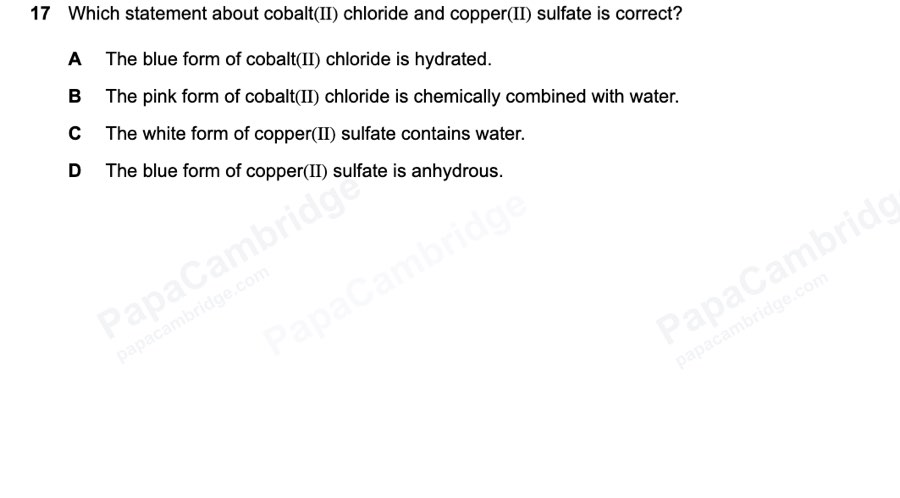 17 Which statement about cobalt(II) chloride and copper(II) sulfate is correct?
A The blue form of cobalt(II) chloride is hydrated.
B The pink form of cobalt(II) chloride is chemically combined with water.
C The white form of copper(II) sulfate contains water.
D The blue form of copper(II) sulfate is anhydrous.
PapaCambridge
papacambridge.com
PapaCambridge
PapaCambridg
papacambridge.com